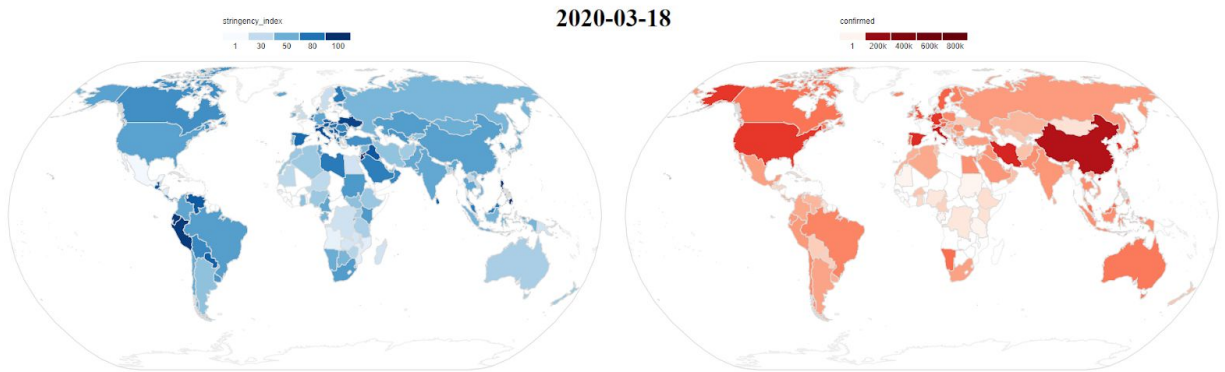 2020-03-18
stringency_index
1 30 50 80 100
confirmed
1 200k 400k 600k 800k